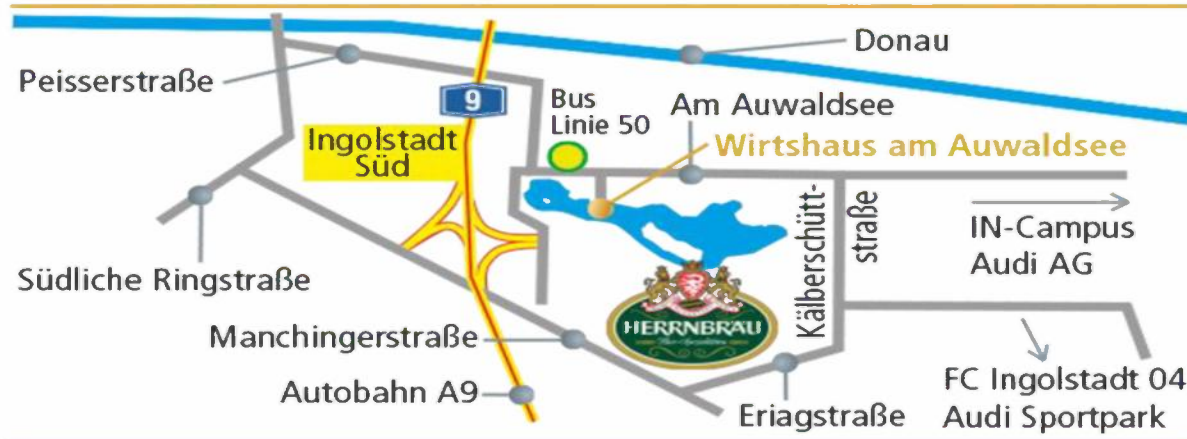 Donau
Peisserstraße
9
Bus
Linie 50
Am Auwaldsee
Ingolstadt
Süd
Wirtshaus am Auwaldsee
Kälberschütt-
straße
IN-Campus
Audi AG
Südliche Ringstraße
HERRNBRÄU
Manchingerstraße
Autobahn A9
Eriagstraße
FC Ingolstadt 04
Audi Sportpark